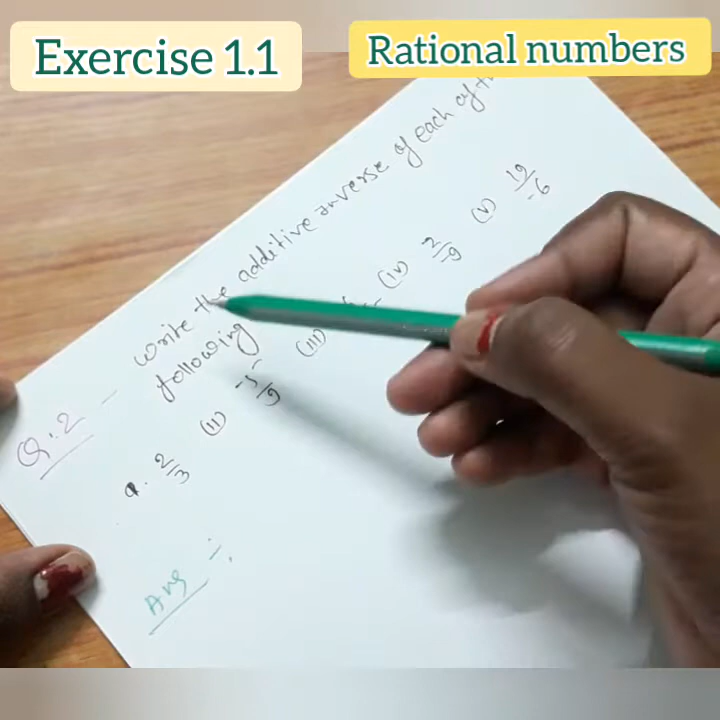 Exercise 1.1
Rational numbers
Q.2 - Write the additive inverse of each of
following
2/3 (II) -5/9 (III) (IV) 2/-9 (V) 19/-6
Ans :-